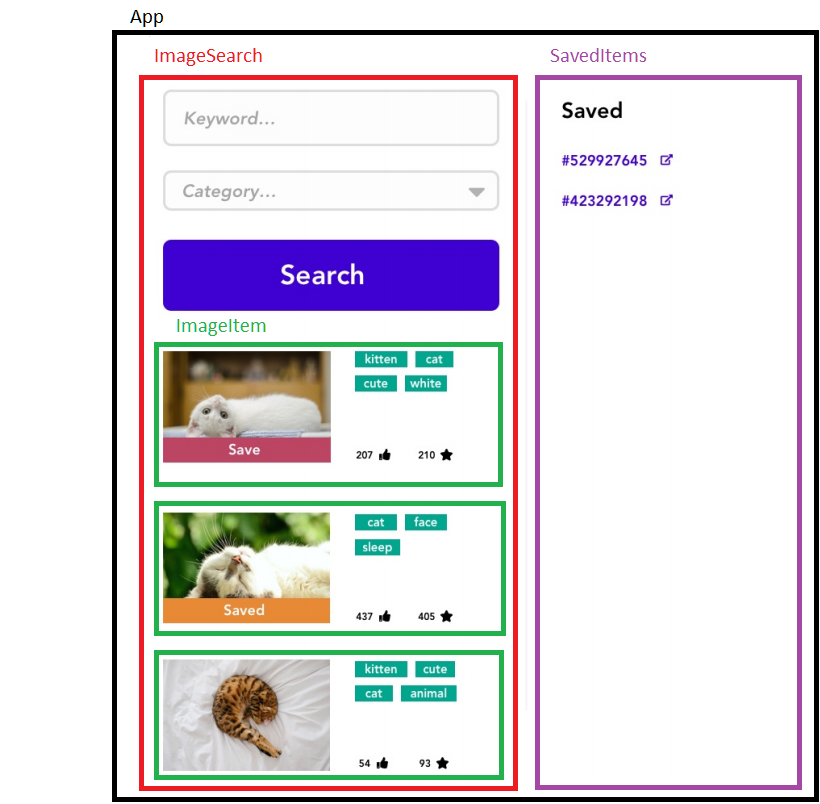 App
ImageSearch
Keyword...
Category...
Search
ImageItem
kitten cat
cute white
Save
207 210
cat face
sleep
Saved
437 405
kitten cute
cat animal
54 93
SavedItems
Saved
#529927645
#423292198